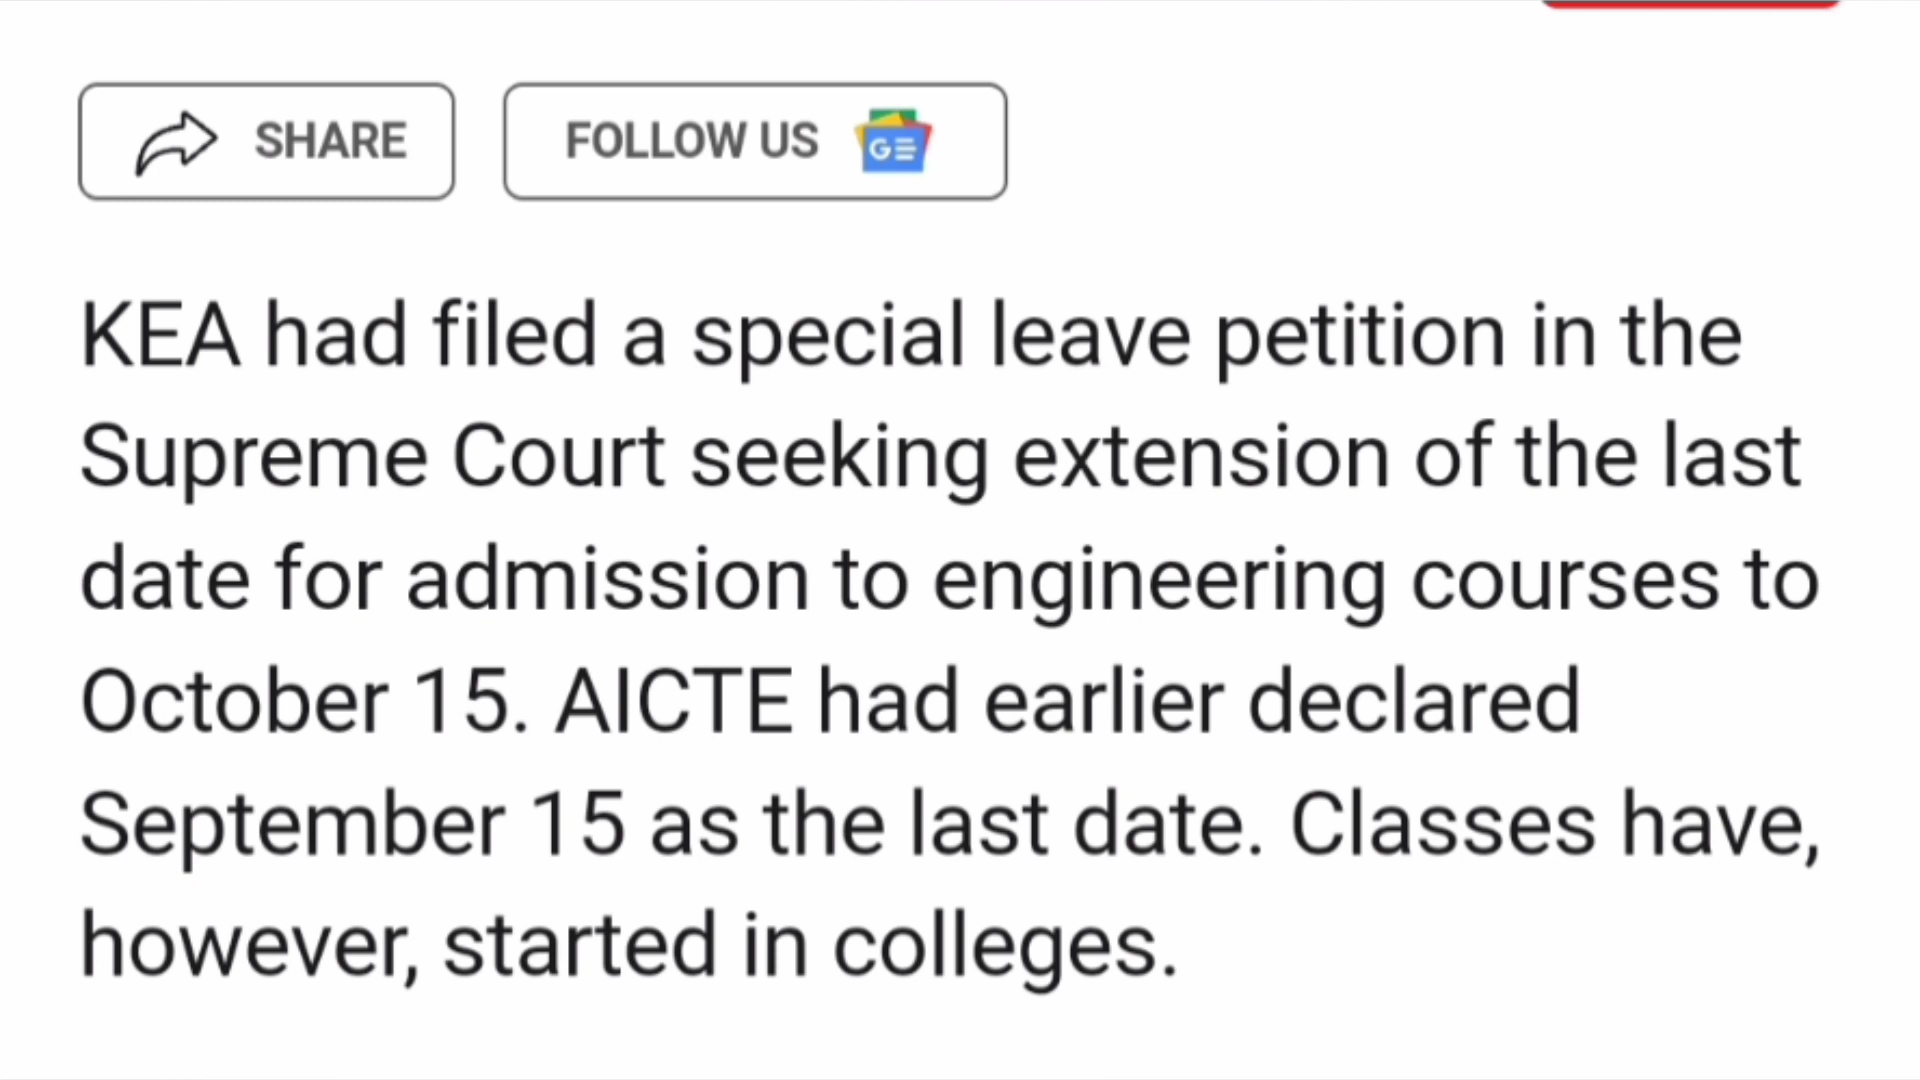 SHARE
FOLLOW US
G
KEA had filed a special leave petition in the
Supreme Court seeking extension of the last
date for admission to engineering courses to
October 15. AICTE had earlier declared
September 15 as the last date. Classes have,
however, started in colleges.